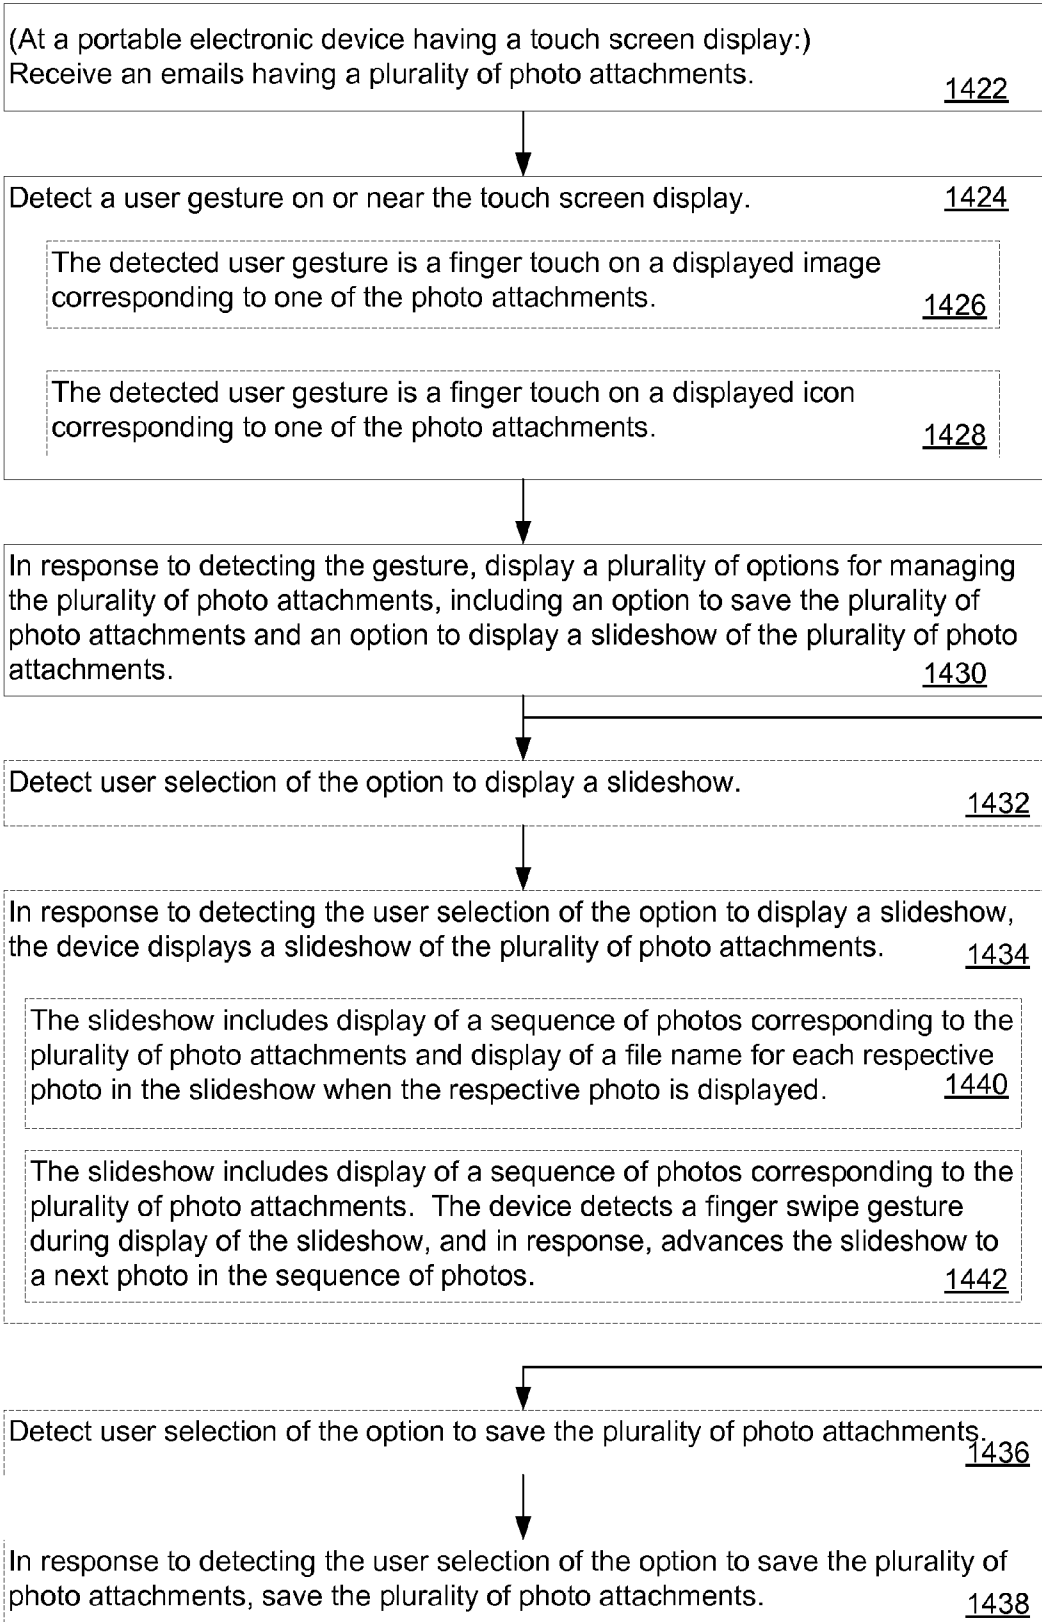 (At a portable electronic device having a touch screen display:)
Receive an emails having a plurality of photo attachments.
1422
Detect a user gesture on or near the touch screen display.
1424
The detected user gesture is a finger touch on a displayed image
corresponding to one of the photo attachments.
1426
The detected user gesture is a finger touch on a displayed icon
corresponding to one of the photo attachments.
1428
In response to detecting the gesture, display a plurality of options for managing
the plurality of photo attachments, including an option to save the plurality of
photo attachments and an option to display a slideshow of the plurality of photo
attachments.
1430
Detect user selection of the option to display a slideshow.
1432
In response to detecting the user selection of the option to display a slideshow,
the device displays a slideshow of the plurality of photo attachments.
1434
The slideshow includes display of a sequence of photos corresponding to the
plurality of photo attachments and display of a file name for each respective
photo in the slideshow when the respective photo is displayed.
1440
The slideshow includes display of a sequence of photos corresponding to the
plurality of photo attachments.  The device detects a finger swipe gesture
during display of the slideshow, and in response, advances the slideshow to
a next photo in the sequence of photos.
1442
Detect user selection of the option to save the plurality of photo attachments.
1436
In response to detecting the user selection of the option to save the plurality of
photo attachments, save the plurality of photo attachments.
1438